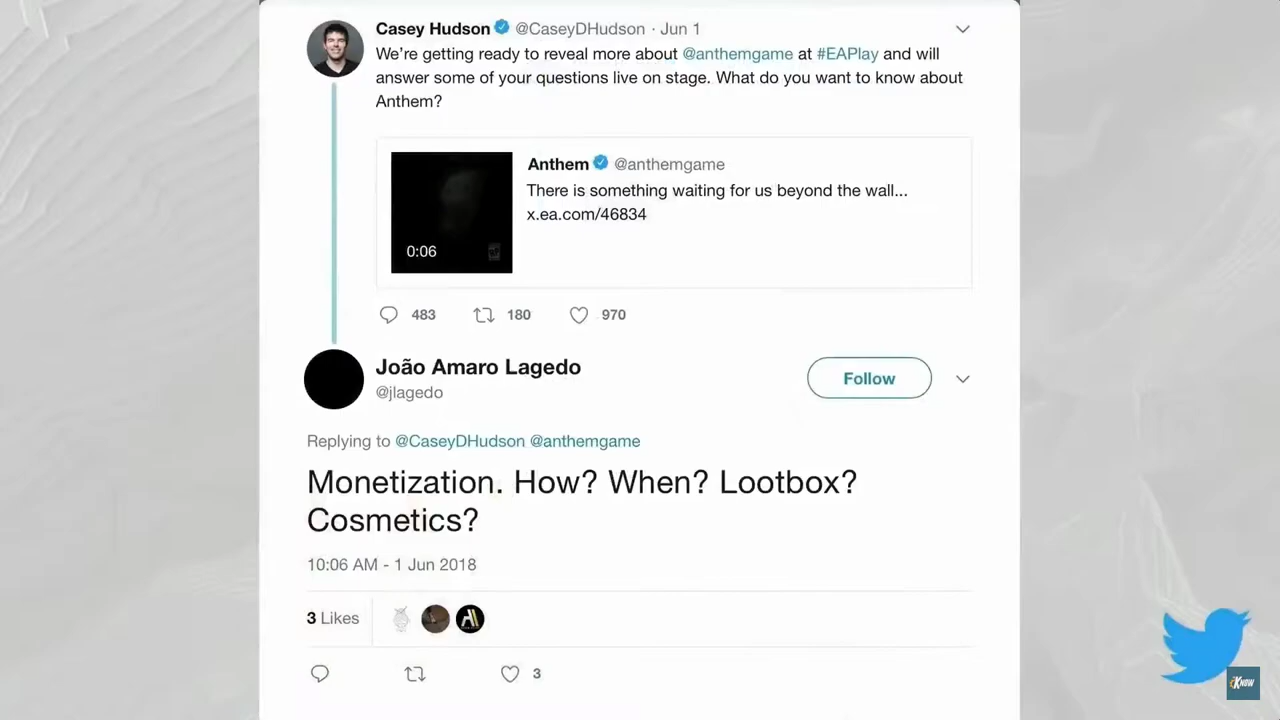 Casey Hudson @CaseyDHudson · Jun 1
We’re getting ready to reveal more about @anthemgame at #EAPlay and will
answer some of your questions live on stage. What do you want to know about
Anthem?
Anthem @anthemgame
There is something waiting for us beyond the wall...
x.ea.com/46834
0:06
483 180 970
João Amaro Lagedo
@jlagedo
Follow
Replying to @CaseyDHudson @anthemgame
Monetization. How? When? Lootbox?
Cosmetics?
10:06 AM - 1 Jun 2018
3 Likes
3